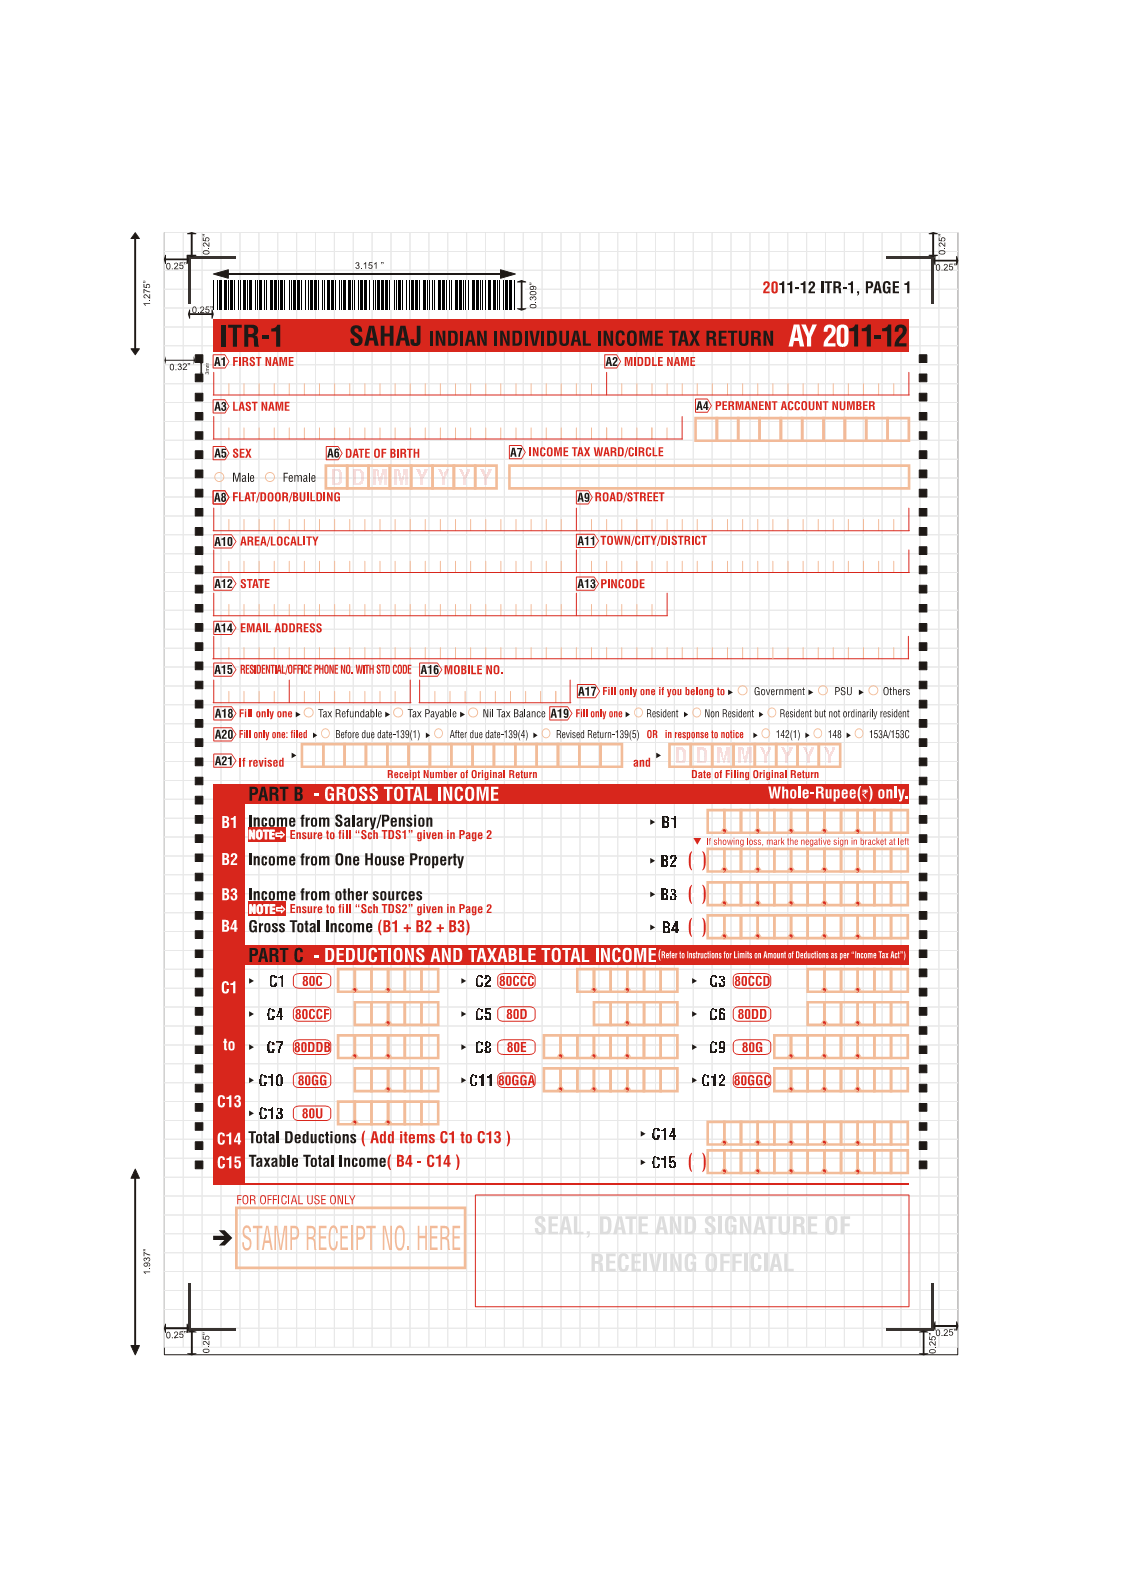 0.25"
0.25"
0.25"
0.25"
3.151 "
1.275"
0.309"
0.25"
2011-12 ITR-1, PAGE 1
ITR-1 SAHAJ INDIAN INDIVIDUAL INCOME TAX RETURN AY 2011-12
0.32"
A1 FIRST NAME A2 MIDDLE NAME
A3 LAST NAME A4 PERMANENT ACCOUNT NUMBER
A5 SEX A6 DATE OF BIRTH A7 INCOME TAX WARD/CIRCLE
Male Female D D M M Y Y Y Y
A8 FLAT/DOOR/BUILDING A9 ROAD/STREET
A10 AREA/LOCALITY A11 TOWN/CITY/DISTRICT
A12 STATE A13 PINCODE
A14 EMAIL ADDRESS
A15 RESIDENTIAL/OFFICE PHONE NO. WITH STD CODE A16 MOBILE NO.
A17 Fill only one if you belong to Government PSU Others
A18 Fill only one Tax Refundable Tax Payable Nil Tax Balance A19 Fill only one Resident Non Resident Resident but not ordinarily resident
A20 Fill only one: filed Before due date-139(1) After due date-139(4) Revised Return-139(5) OR in response to notice 142(1) 148 153A/153C
A21 If revised and D D M M Y Y Y Y
Receipt Number of Original Return Date of Filing Original Return
PART B - GROSS TOTAL INCOME Whole-Rupee(₹) only.
B1 Income from Salary/Pension B1
NOTE⇨ Ensure to fill “Sch TDS1” given in Page 2
If showing loss, mark the negative sign in bracket at left
B2 Income from One House Property B2 ( )
B3 Income from other sources B3 ( )
NOTE⇨ Ensure to fill “Sch TDS2” given in Page 2
B4 Gross Total Income (B1 + B2 + B3) B4 ( )
PART C - DEDUCTIONS AND TAXABLE TOTAL INCOME (Refer to Instructions for Limits on Amount of Deductions as per “Income Tax Act”)
C1 C1 80C C2 80CCC C3 80CCD
C4 80CCF C5 80D C6 80DD
to C7 80DDB C8 80E C9 80G
C10 80GG C11 80GGA C12 80GGC
C13 C13 80U
C14 Total Deductions ( Add items C1 to C13 ) C14
C15 Taxable Total Income( B4 - C14 ) C15 ( )
FOR OFFICIAL USE ONLY
STAMP RECEIPT NO. HERE
SEAL, DATE AND SIGNATURE OF
RECEIVING OFFICIAL
1.937"
0.25"
0.25"
0.25"
0.25"